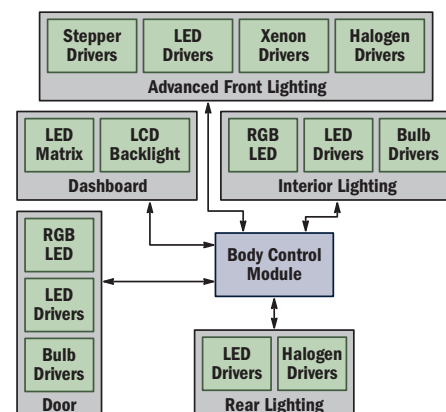 Stepper LED Xenon Halogen
Drivers Drivers Drivers Drivers
Advanced Front Lighting
LED LCD
Matrix Backlight
Dashboard
RGB LED Bulb
LED Drivers Drivers
Interior Lighting
RGB
LED
LED
Drivers
Bulb
Drivers
Door
Body Control
Module
LED Halogen
Drivers Drivers
Rear Lighting